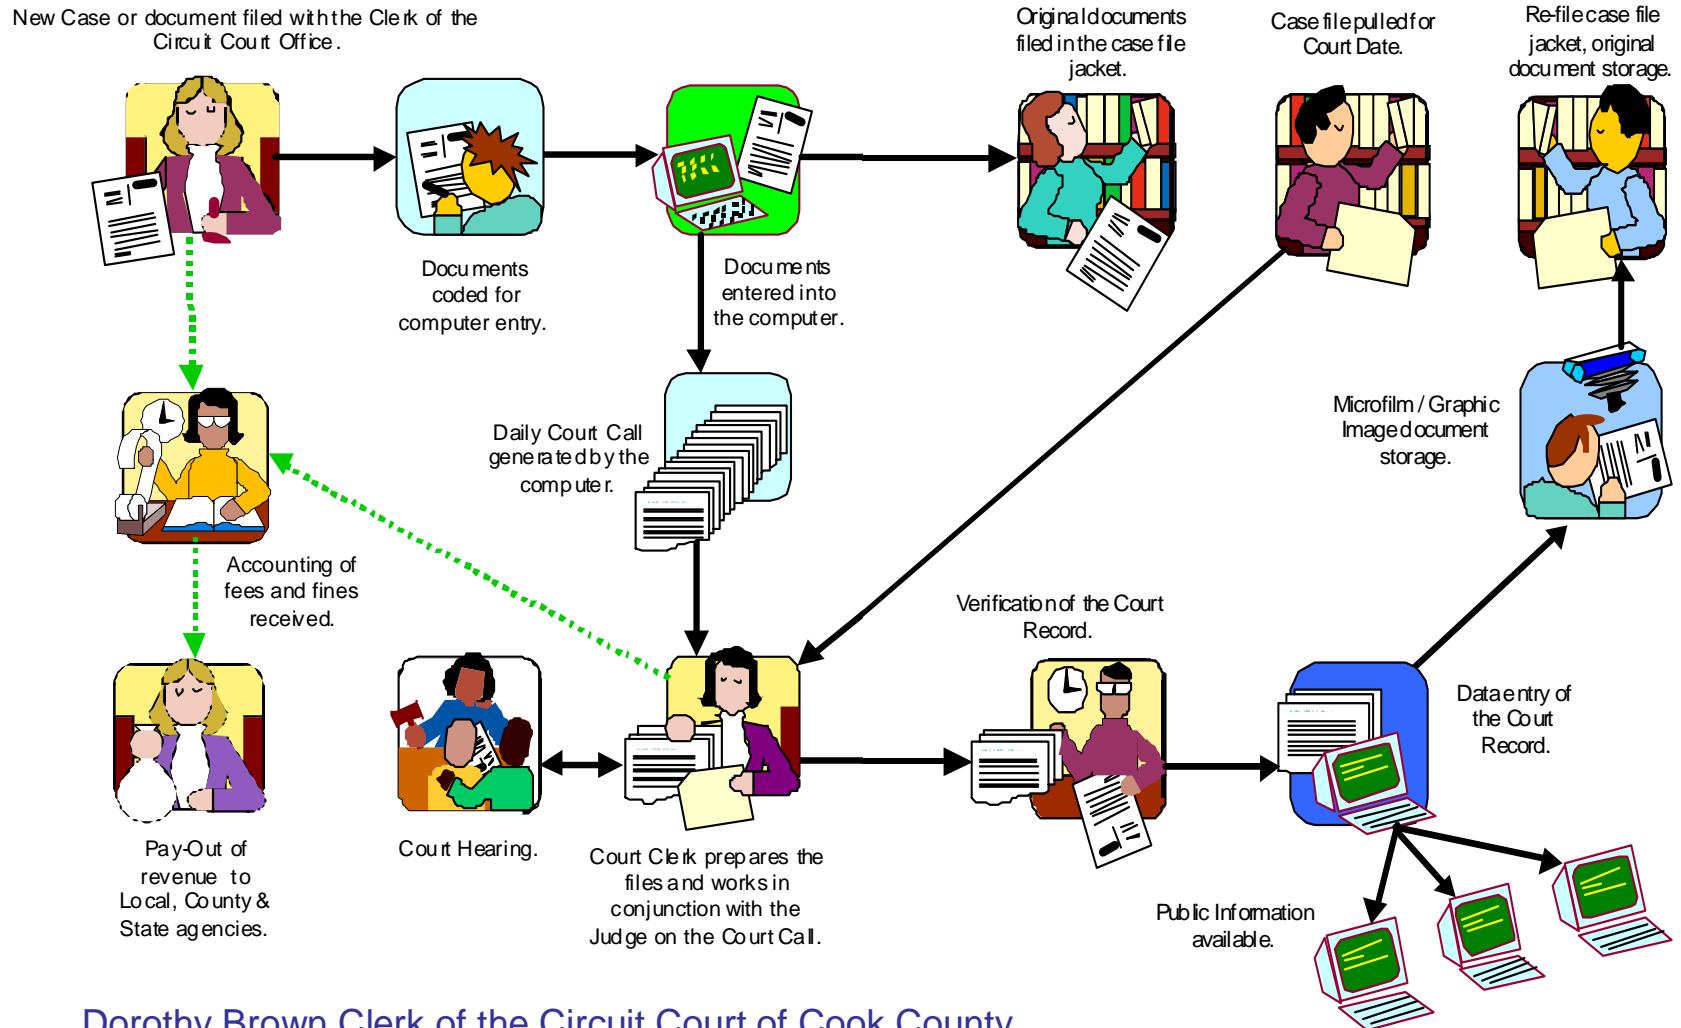 New Case or document filed with the Clerk of the
Circuit Court Office.
Original documents
filed in the case file
jacket.
Case file pulled for
Court Date.
Re-file case file
jacket, original
document storage.
Documents
coded for
computer entry.
Documents
entered into
the computer.
Daily Court Call
generated by the
computer.
Microfilm / Graphic
Image document
storage.
Accounting of
fees and fines
received.
Verification of the Court
Record.
Data entry of
the Court
Record.
Pay-Out of
revenue to
Local, County &
State agencies.
Court Hearing.
Court Clerk prepares the
files and works in
conjunction with the
Judge on the Court Call.
Public Information
available.
Dorothy Brown Clerk of the Circuit Court of Cook County